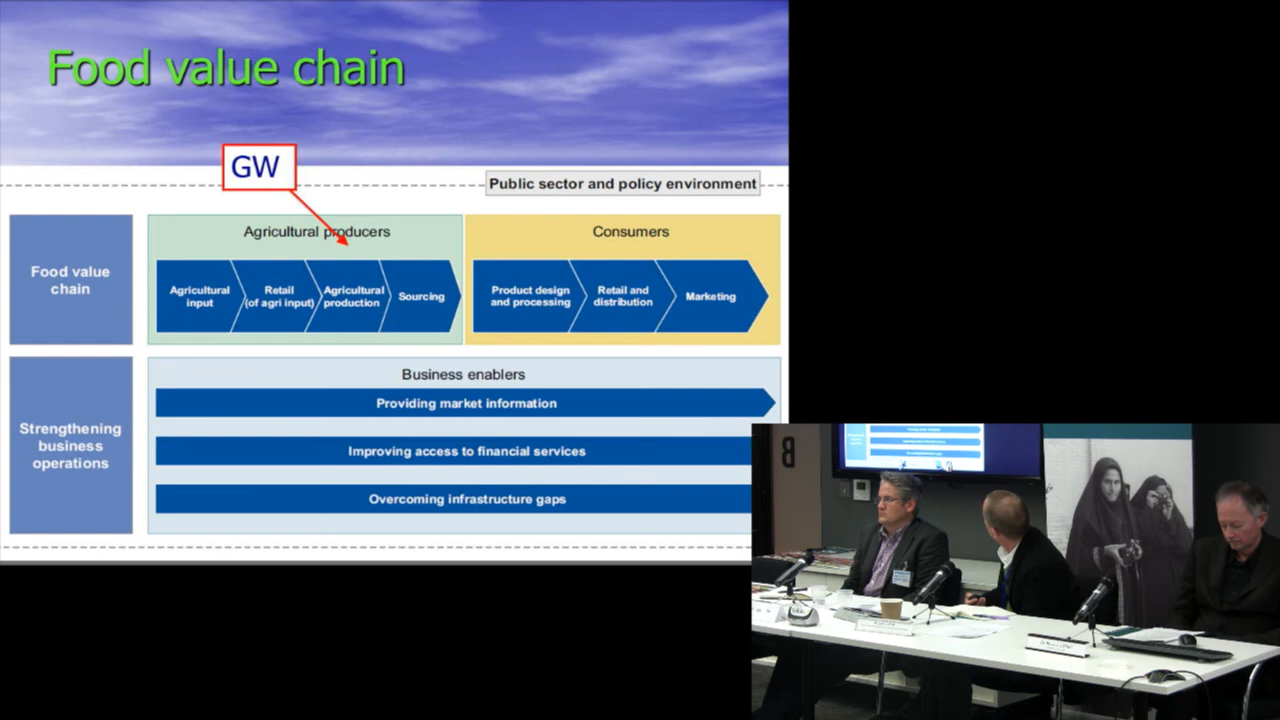 Food value chain
GW
Public sector and policy environment
Food value
chain
Agricultural producers
Agricultural
input
Retail
(of agri input)
Agricultural
production
Sourcing
Consumers
Product design
and processing
Retail and
distribution
Marketing
Strengthening
business
operations
Business enablers
Providing market information
Improving access to financial services
Overcoming infrastructure gaps
B